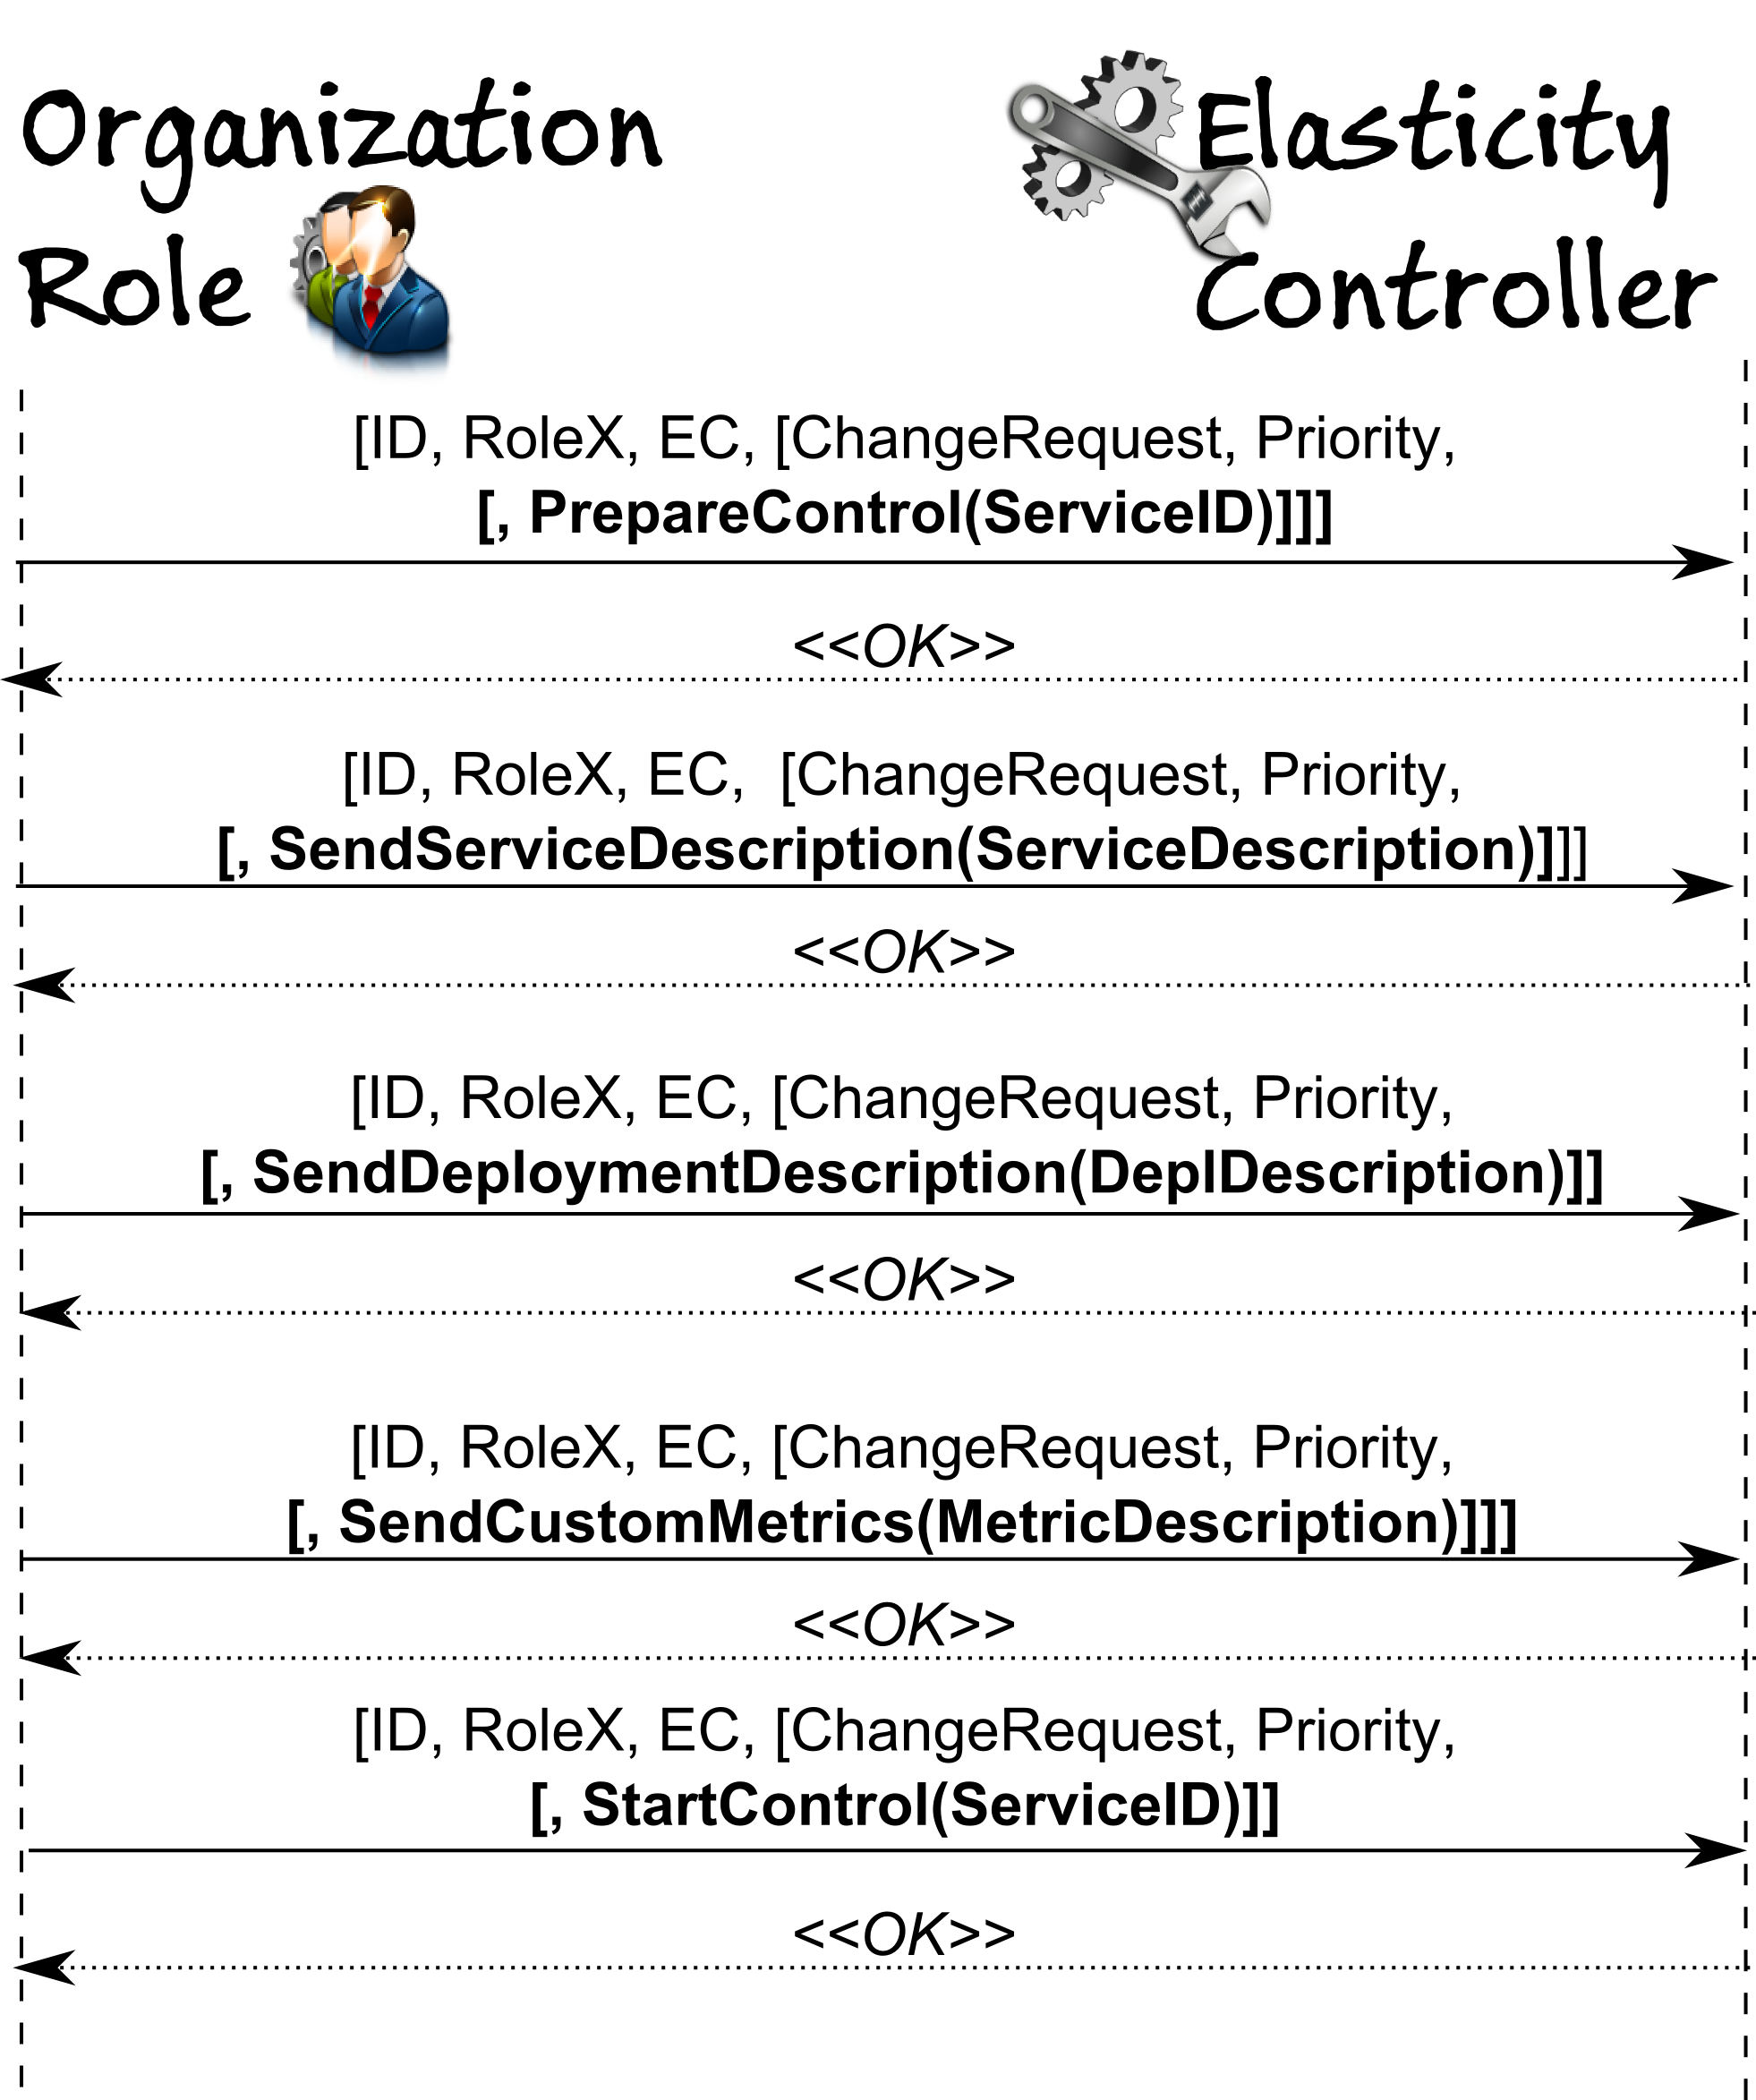 Organization
Role
Elasticity
Controller
[ID, RoleX, EC, [ChangeRequest, Priority,
[, PrepareControl(ServiceID)]]]
<<OK>>
[ID, RoleX, EC,  [ChangeRequest, Priority,
[, SendServiceDescription(ServiceDescription)]]]
<<OK>>
[ID, RoleX, EC, [ChangeRequest, Priority,
[, SendDeploymentDescription(DeplDescription)]]
<<OK>>
[ID, RoleX, EC, [ChangeRequest, Priority,
[, SendCustomMetrics(MetricDescription)]]]
<<OK>>
[ID, RoleX, EC, [ChangeRequest, Priority,
[, StartControl(ServiceID)]]
<<OK>>